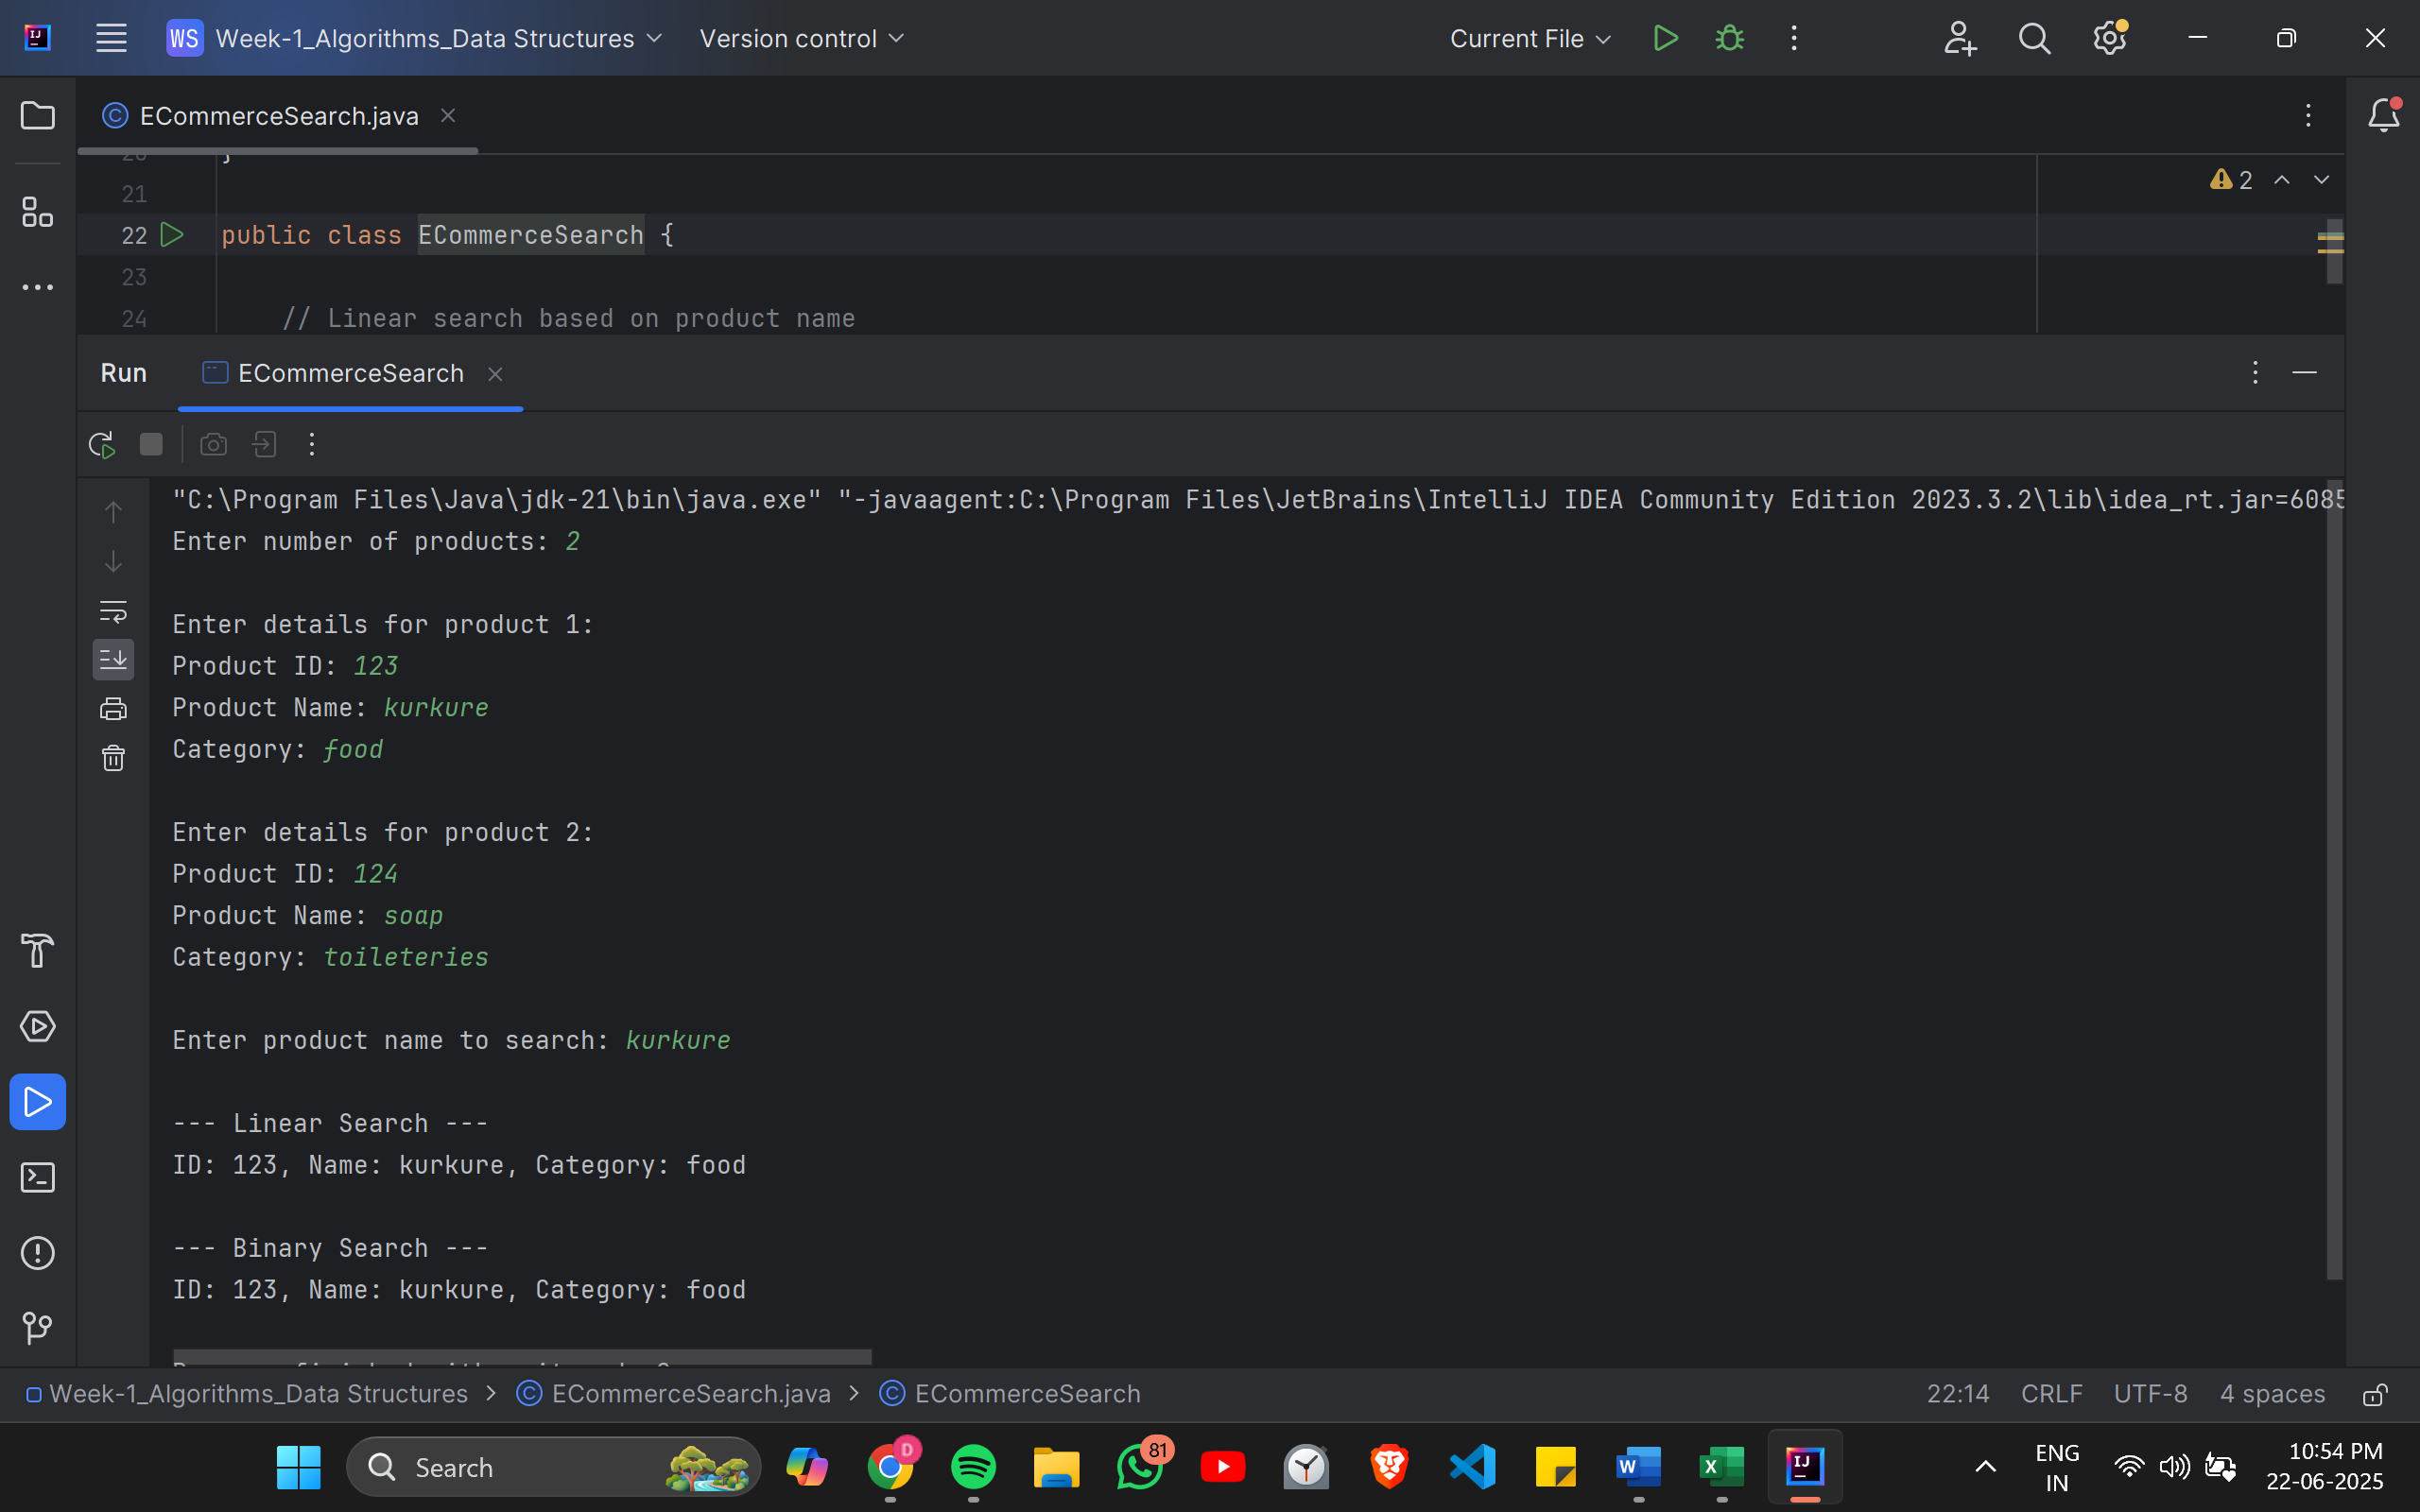 WS Week-1_Algorithms_Data Structures Version control Current File
ECommerceSearch.java
21
22 public class ECommerceSearch {
2
23
24 // Linear search based on product name
Run ECommerceSearch
"C:\Program Files\Java\jdk-21\bin\java.exe" "-javaagent:C:\Program Files\JetBrains\IntelliJ IDEA Community Edition 2023.3.2\lib\idea_rt.jar=6085
Enter number of products: 2
Enter details for product 1:
Product ID: 123
Product Name: kurkure
Category: food
Enter details for product 2:
Product ID: 124
Product Name: soap
Category: toileteries
Enter product name to search: kurkure
--- Linear Search ---
ID: 123, Name: kurkure, Category: food
--- Binary Search ---
ID: 123, Name: kurkure, Category: food
Week-1_Algorithms_Data Structures > ECommerceSearch.java > ECommerceSearch 22:14 CRLF UTF-8 4 spaces
Search
D
81
ENG
IN
10:54 PM
22-06-2025